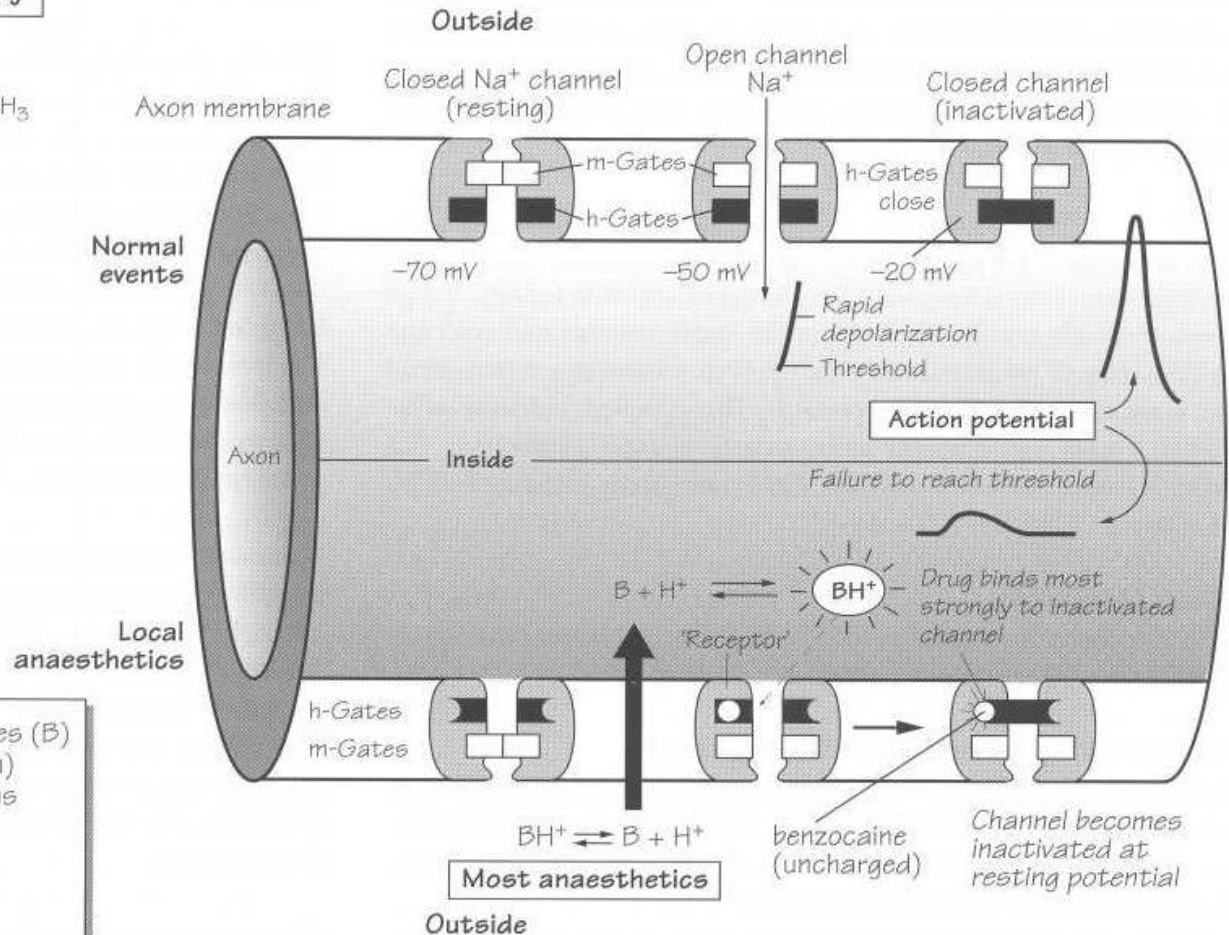 Outside
Open channel
Na⁺
Closed Na⁺ channel
(resting)
Closed channel
(inactivated)
H₃
Axon membrane
m-Gates
h-Gates
close
h-Gates
Normal
events
–70 mV
–50 mV
–20 mV
Rapid
depolarization
Threshold
Action potential
Axon
Inside
Failure to reach threshold
B + H⁺
BH⁺
Drug binds most
strongly to inactivated
channel
'Receptor'
Local
anaesthetics
h-Gates
m-Gates
es (B)
)
s
BH⁺ ⇌ B + H⁺
Most anaesthetics
Outside
benzocaine
(uncharged)
Channel becomes
inactivated at
resting potential